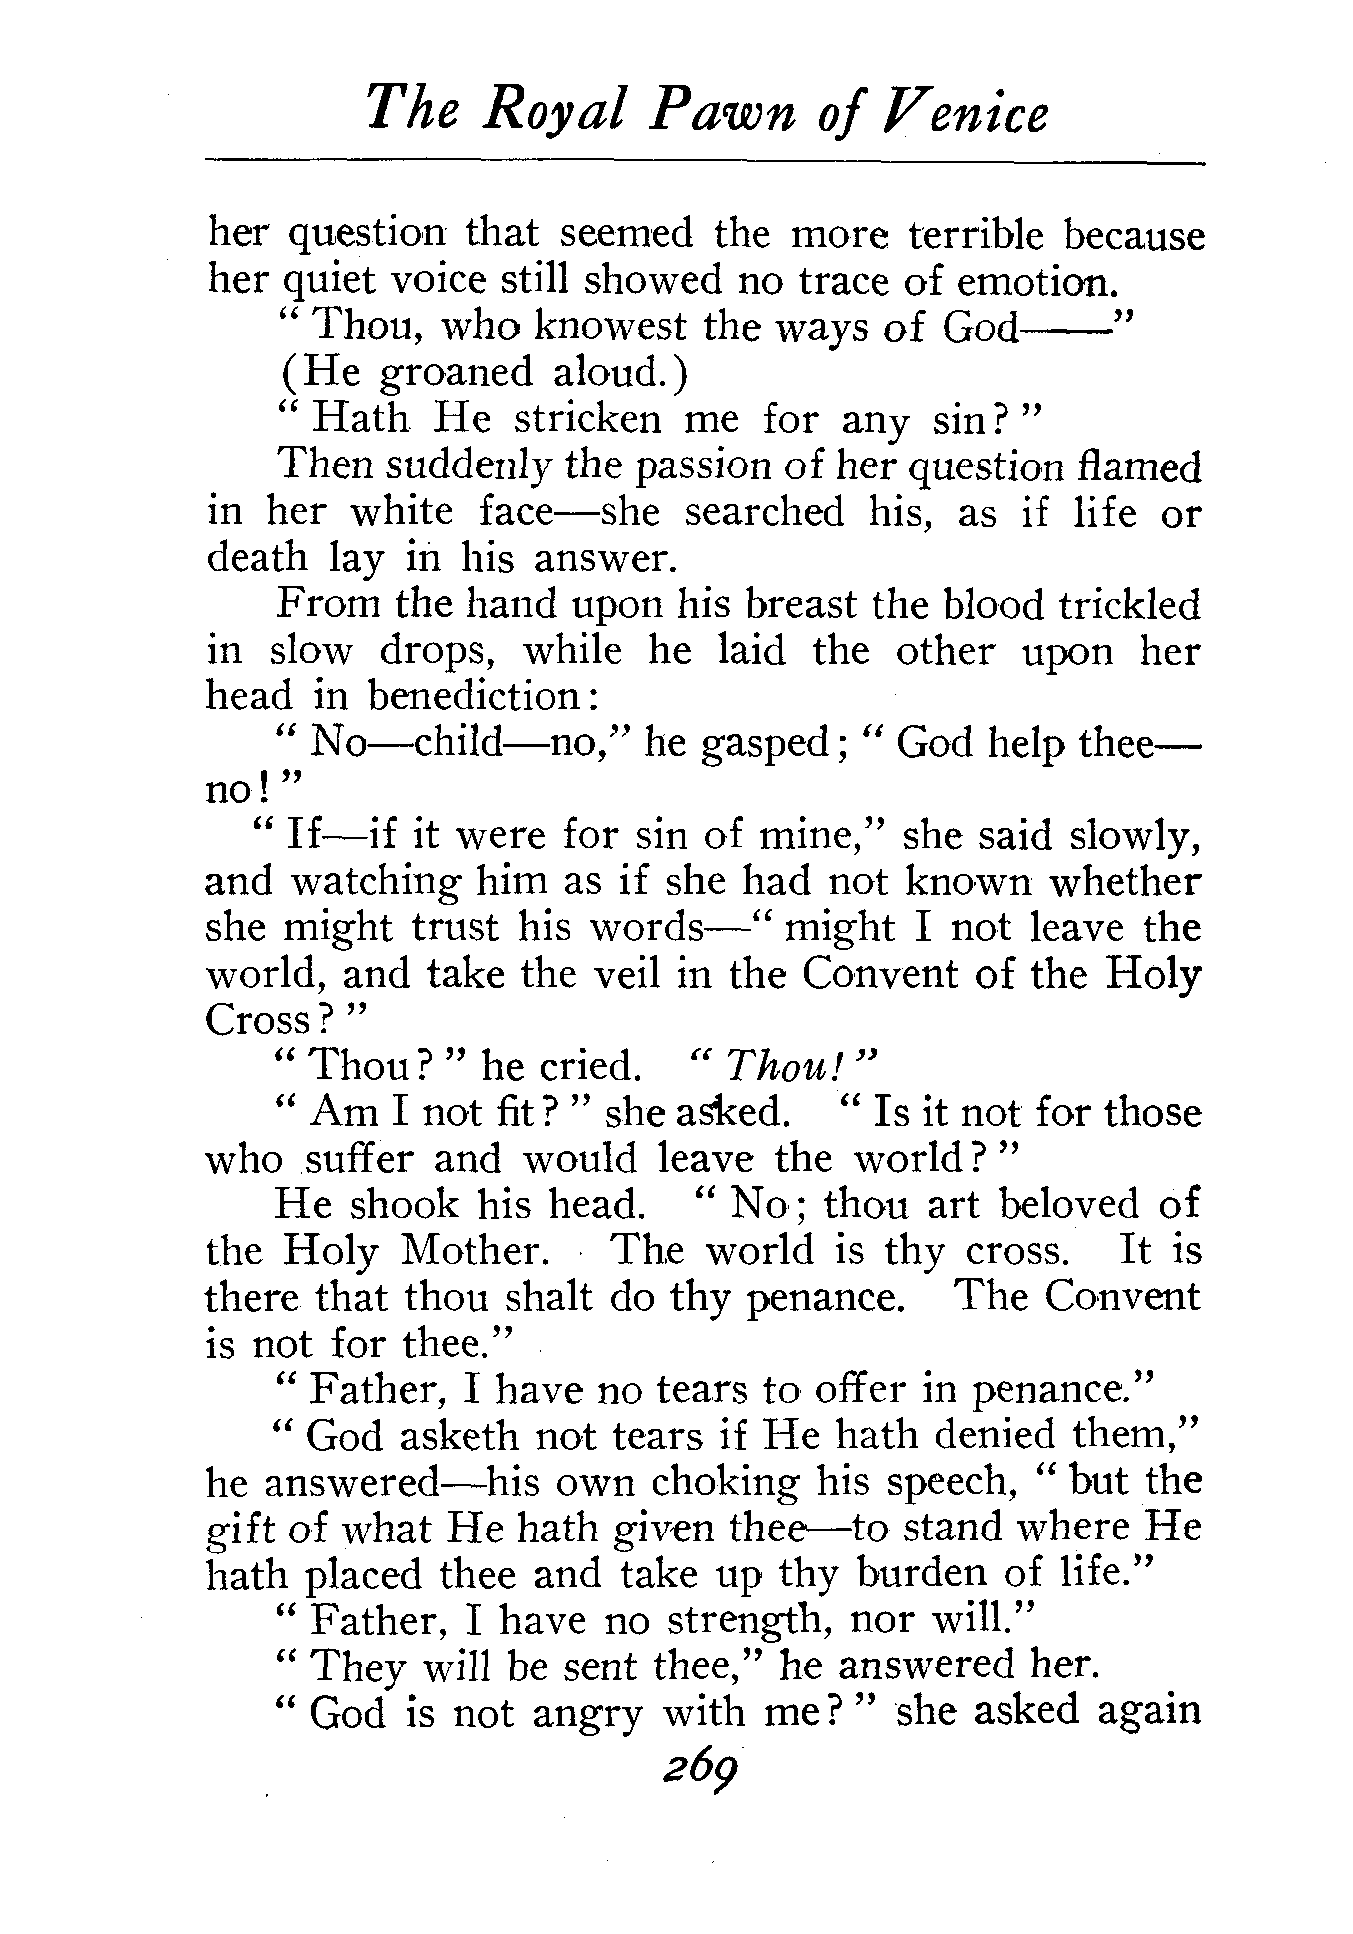 The Royal Pawn of Venice
her question that seemed the more terrible because
her quiet voice still showed no trace of emotion.
“ Thou, who knowest the ways of God——”
(He groaned aloud.)
“ Hath He stricken me for any sin? ”
Then suddenly the passion of her question flamed
in her white face—she searched his, as if life or
death lay in his answer.
From the hand upon his breast the blood trickled
in slow drops, while he laid the other upon her
head in benediction:
“ No—child—no,” he gasped; “ God help thee—
no! ”
“ If—if it were for sin of mine,” she said slowly,
and watching him as if she had not known whether
she might trust his words—“ might I not leave the
world, and take the veil in the Convent of the Holy
Cross? ”
“ Thou? ” he cried. “ Thou! ”
“ Am I not fit? ” she asked. “ Is it not for those
who suffer and would leave the world? ”
He shook his head. “ No; thou art beloved of
the Holy Mother. The world is thy cross. It is
there that thou shalt do thy penance. The Convent
is not for thee.”
“ Father, I have no tears to offer in penance.”
“ God asketh not tears if He hath denied them,”
he answered—his own choking his speech, “ but the
gift of what He hath given thee—to stand where He
hath placed thee and take up thy burden of life.”
“ Father, I have no strength, nor will.”
“ They will be sent thee,” he answered her.
“ God is not angry with me? ” she asked again
269